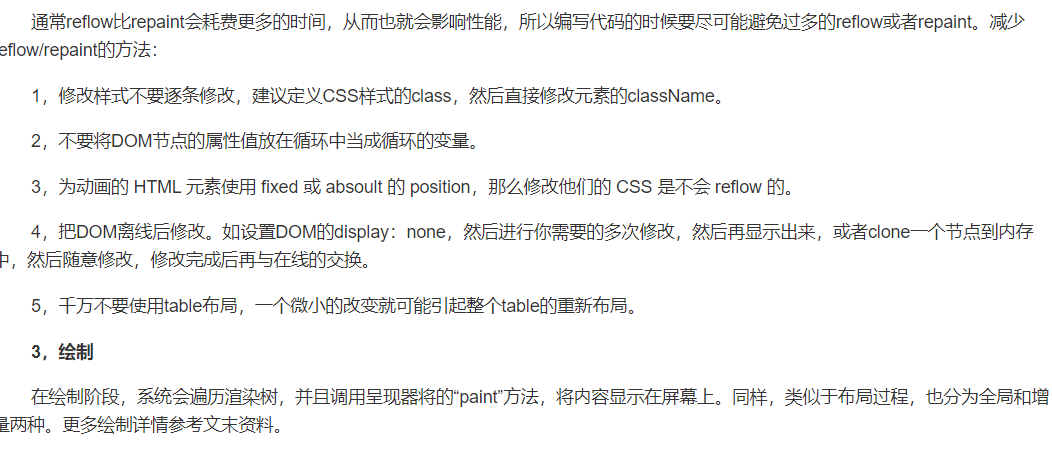 通常reflow比repaint会耗费更多的时间，从而也就会影响性能，所以编写代码的时候要尽可能避免过多的reflow或者repaint。减少
eflow/repaint的方法：
1，修改样式不要逐条修改，建议定义CSS样式的class，然后直接修改元素的className。
2，不要将DOM节点的属性值放在循环中当成循环的变量。
3，为动画的 HTML 元素使用 fixed 或 absoult 的 position，那么修改他们的 CSS 是不会 reflow 的。
4，把DOM离线后修改。如设置DOM的display：none，然后进行你需要的多次修改，然后再显示出来，或者clone一个节点到内存
中，然后随意修改，修改完成后再与在线的交换。
5，千万不要使用table布局，一个微小的改变就可能引起整个table的重新布局。
3，绘制
在绘制阶段，系统会遍历渲染树，并且调用呈现器将的“paint”方法，将内容显示在屏幕上。同样，类似于布局过程，也分为全局和增
量两种。更多绘制详情参考文末资料。